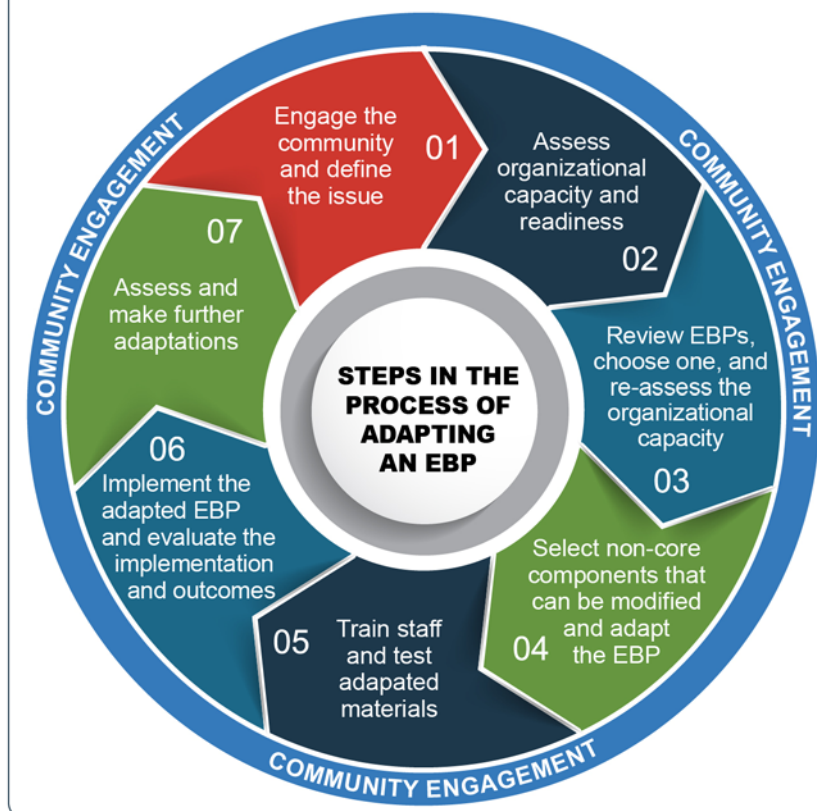 COMMUNITY ENGAGEMENT
COMMUNITY ENGAGEMENT
COMMUNITY ENGAGEMENT
STEPS IN THE
PROCESS OF
ADAPTING
AN EBP
01
Engage the
community
and define
the issue
02
Assess
organizational
capacity and
readiness
03
Review EBPs,
choose one, and
re-assess the
organizational
capacity
04
Select non-core
components that
can be modified
and adapt
the EBP
05
Train staff
and test
adapated
materials
06
Implement the
adapted EBP
and evaluate the
implementation
and outcomes
07
Assess and
make further
adaptations